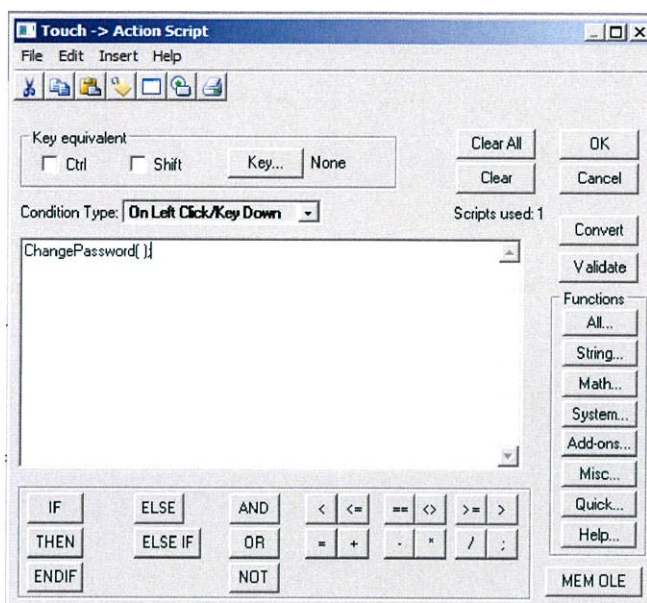 Touch -> Action Script
File Edit Insert Help
Key equivalent
Ctrl Shift Key... None
Clear All OK
Clear Cancel
Condition Type: On Left Click/Key Down Scripts used: 1
Convert
ChangePassword( );
Validate
Functions
All...
String...
Math...
System...
Add-ons...
Misc...
Quick...
Help...
IF ELSE AND < <= == <> >= >
THEN ELSE IF OR = + - * / ;
ENDIF NOT
MEM OLE